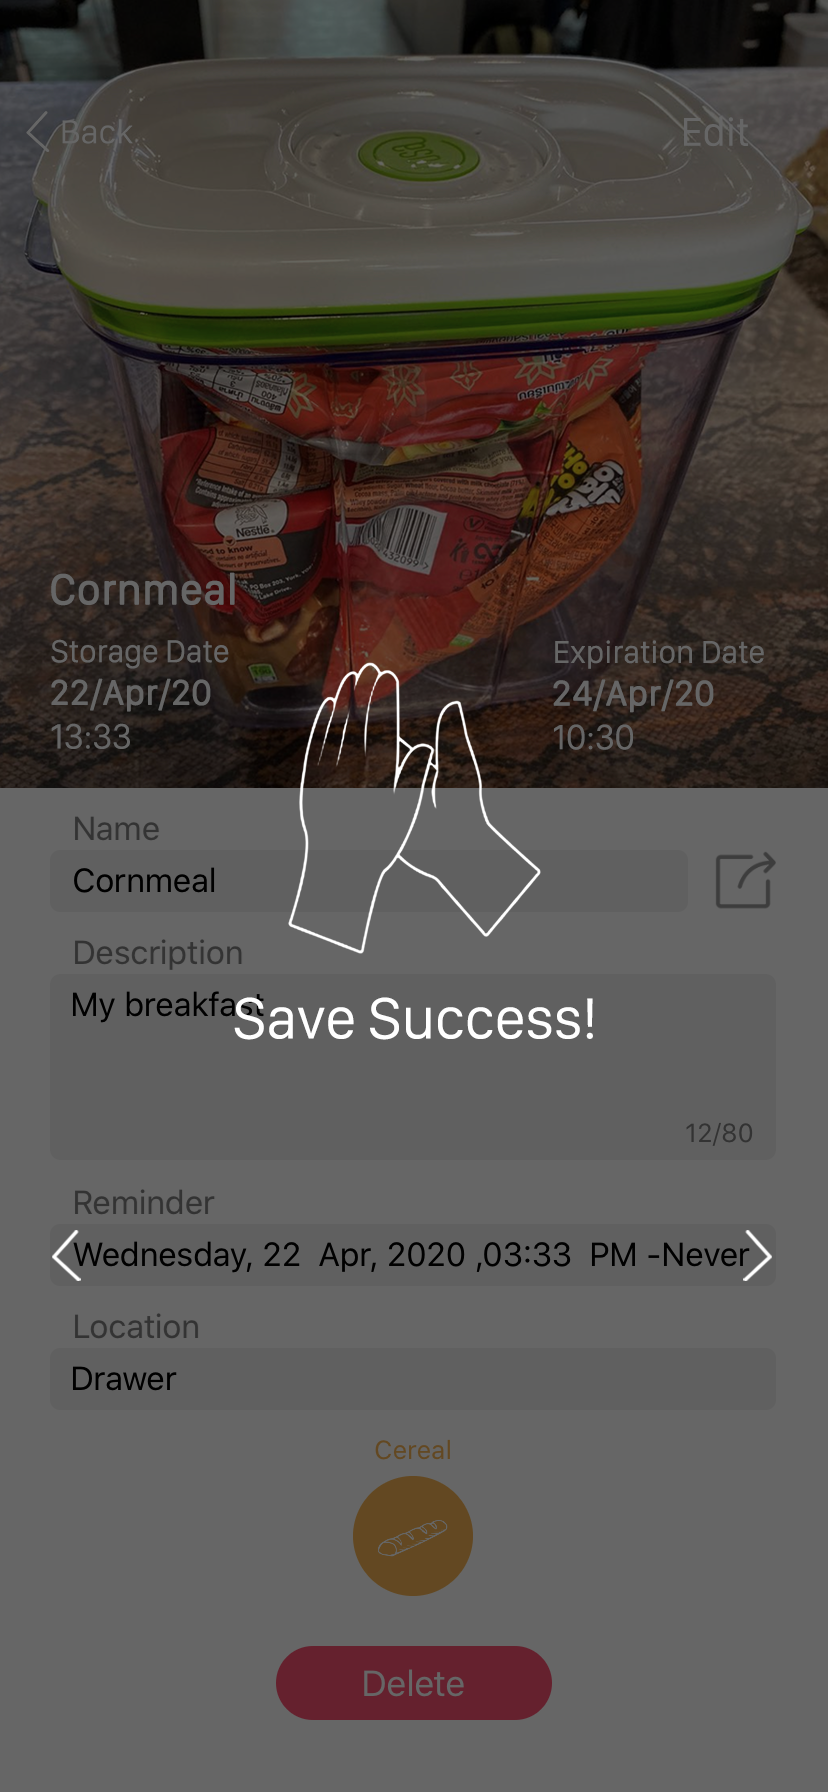 Back
Edit
Nestlé
Cornmeal
Storage Date
Expiration Date
22/Apr/20
24/Apr/20
13:33
10:30
Name
Cornmeal
Description
My breakfast
Save Success!
12/80
Reminder
Wednesday, 22 Apr, 2020 ,03:33 PM -Never
Location
Drawer
Cereal
Delete